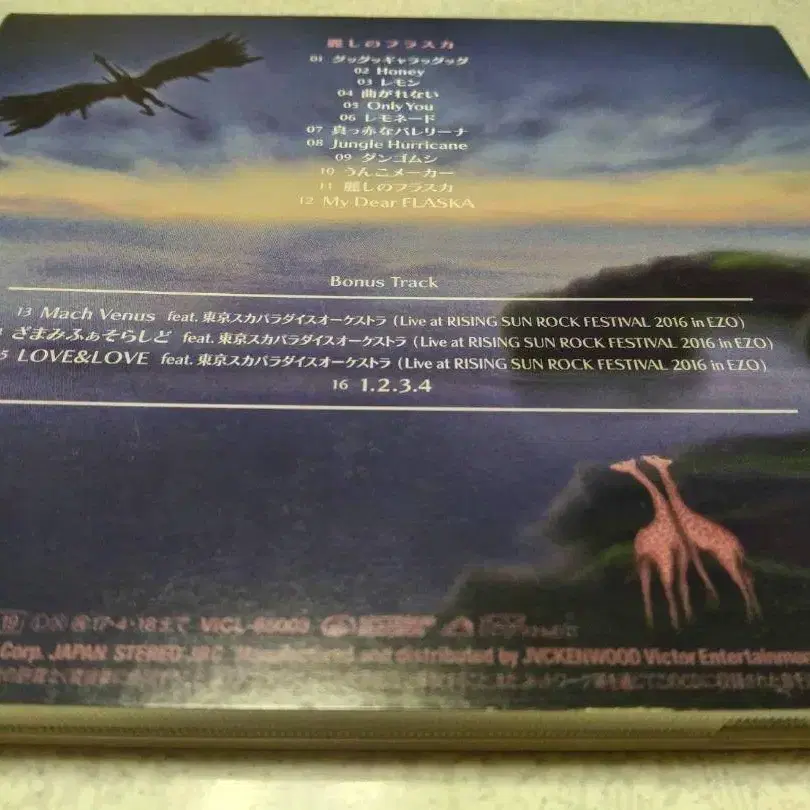 麗しのフラスカ
01 グッグッギャラッグッグ
02 Honey
03 レモン
04 曲がれない
05 Only You
06 レモネード
07 真っ赤なバレリーナ
08 Jungle Hurricane
09 ダンゴムシ
10 うんこメーカー
11 麗しのフラスカ
12 My Dear FLASKA
Bonus Track
13 Mach Venus feat. 東京スカパラダイスオーケストラ (Live at RISING SUN ROCK FESTIVAL 2016 in EZO)
ざまみふぁそらしど feat. 東京スカパラダイスオーケストラ (Live at RISING SUN ROCK FESTIVAL 2016 in EZO)
5 LOVE&LOVE feat. 東京スカパラダイスオーケストラ (Live at RISING SUN ROCK FESTIVAL 2016 in EZO)
16 1.2.3.4
17・4・18まで VICL-
Corp. JAPAN STEREO Manufactured and distributed by JVCKENWOOD Victor Entertainmen